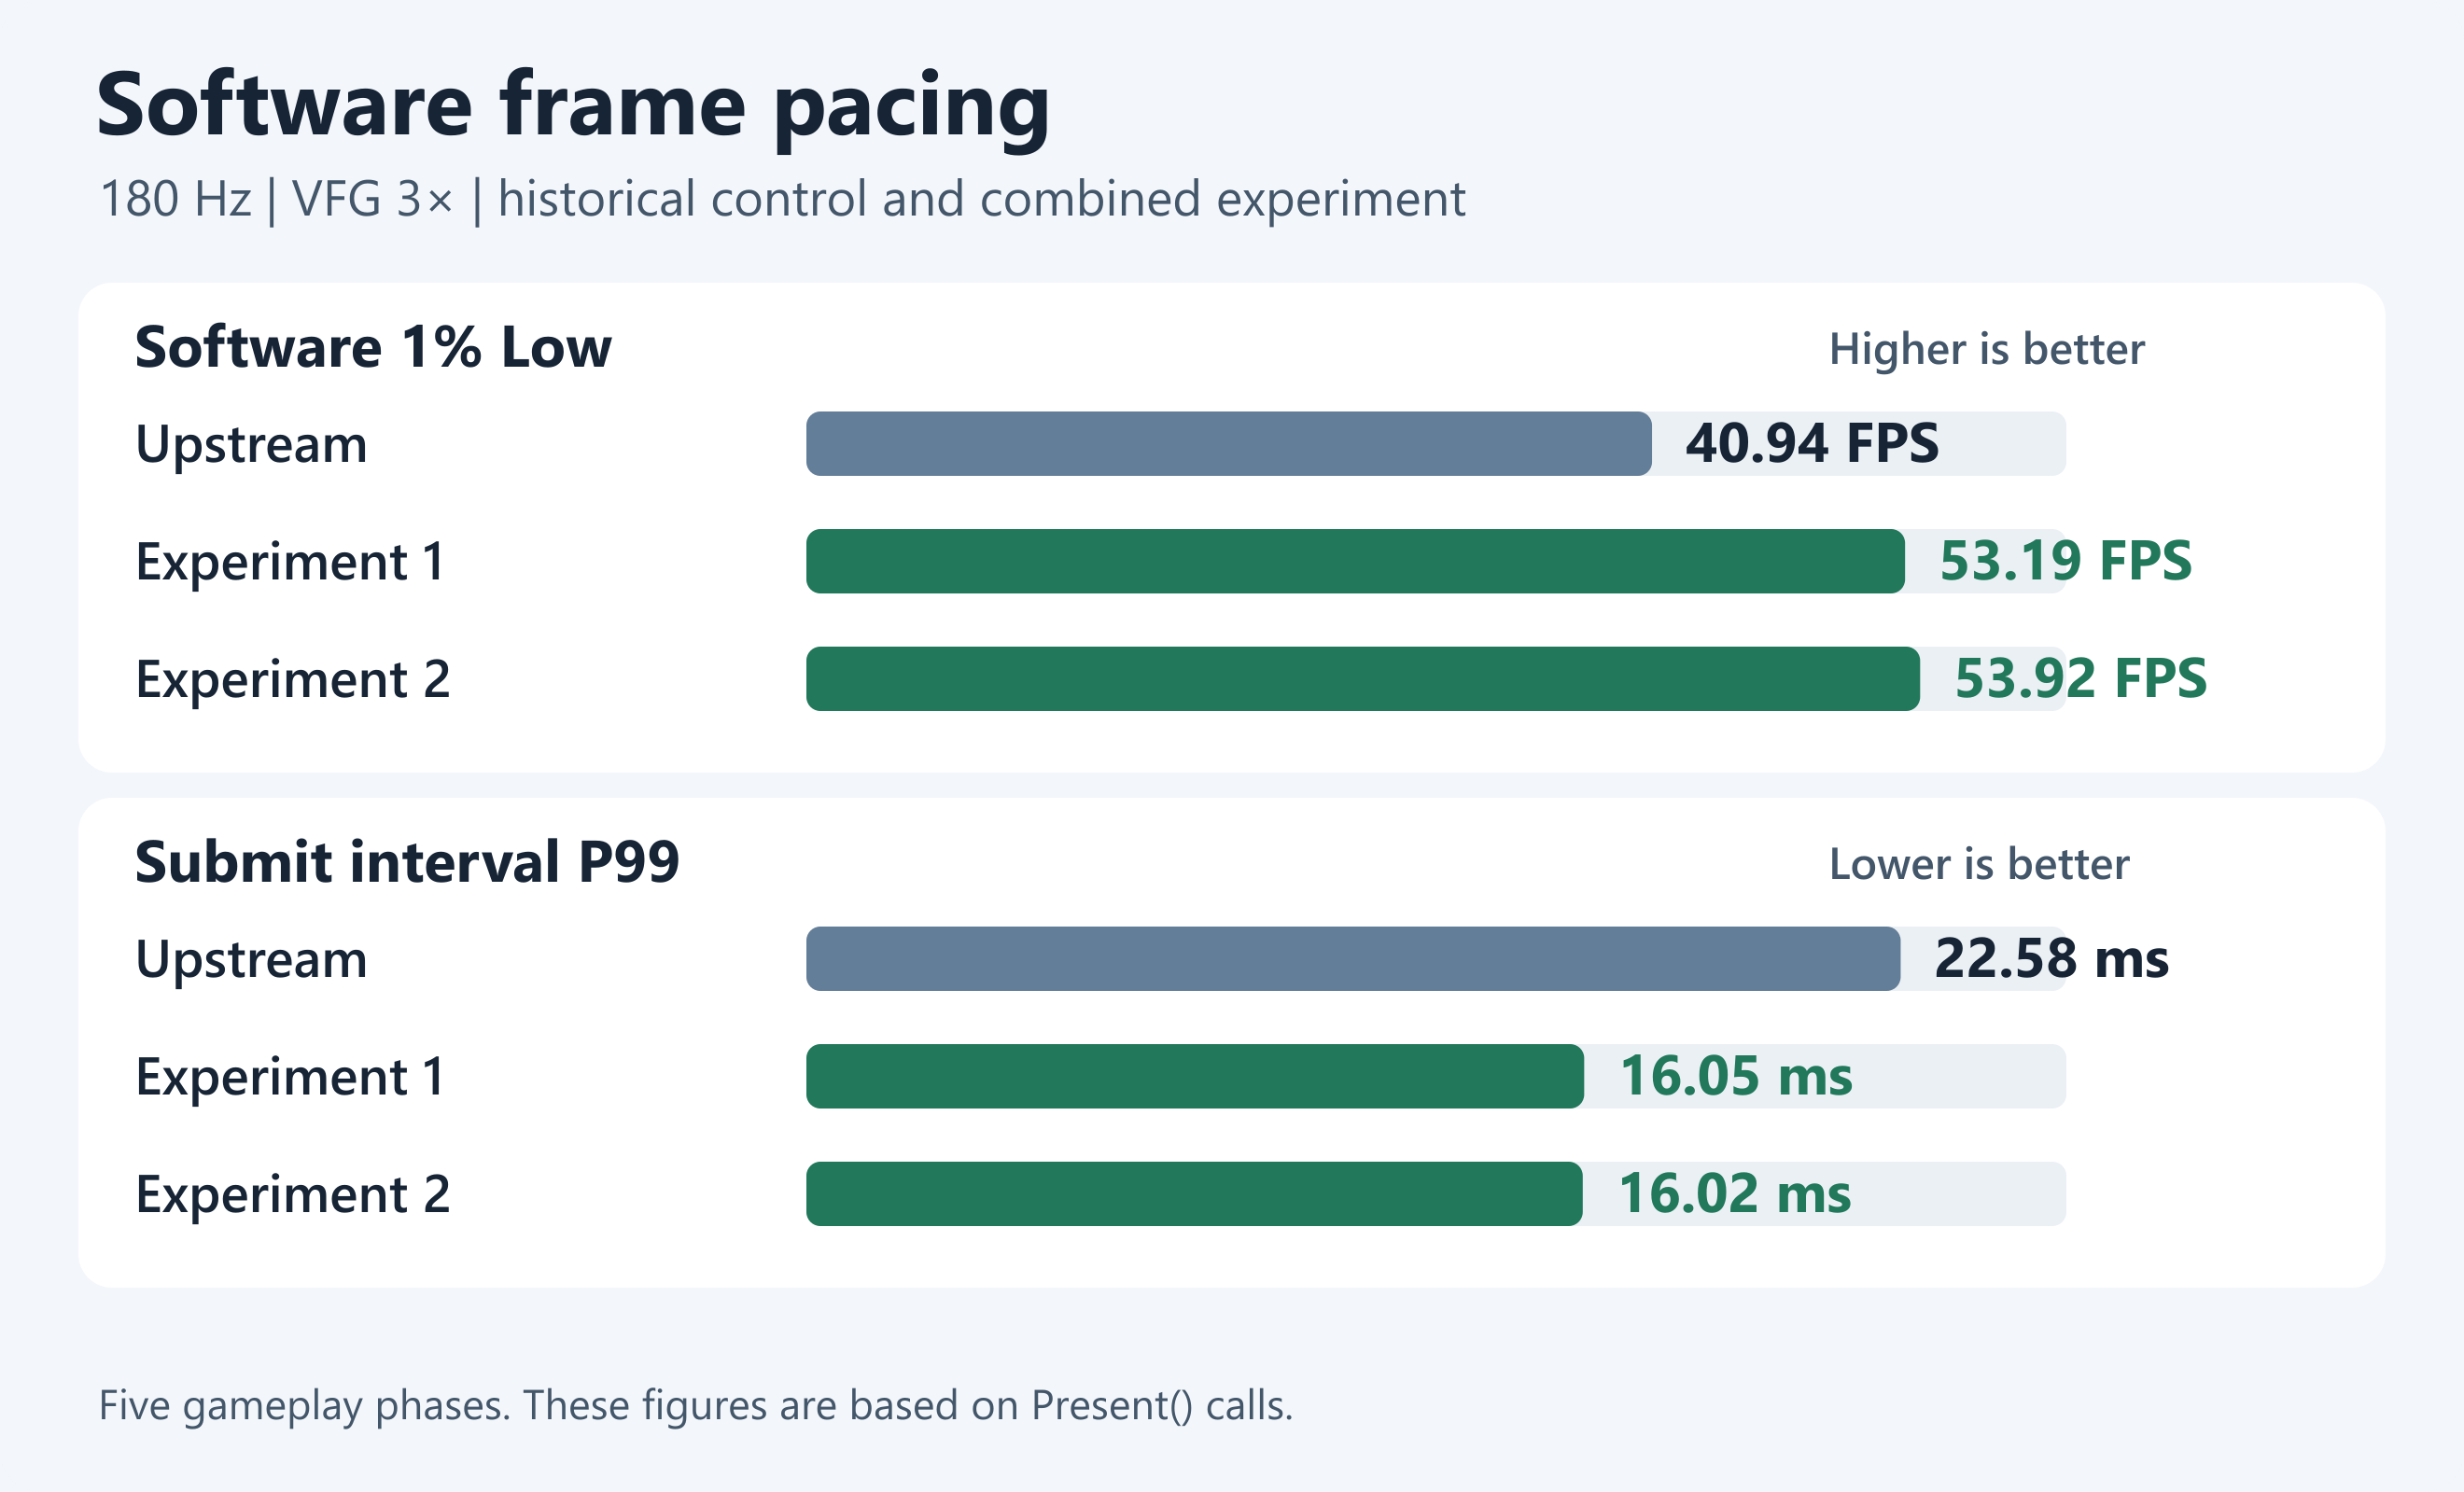 Software frame pacing
180 Hz | VFG 3× | historical control and combined experiment
Software 1% Low
Higher is better
Upstream
40.94 FPS
Experiment 1
53.19 FPS
Experiment 2
53.92 FPS
Submit interval P99
Lower is better
Upstream
22.58 ms
Experiment 1
16.05 ms
Experiment 2
16.02 ms
Five gameplay phases. These figures are based on Present() calls.